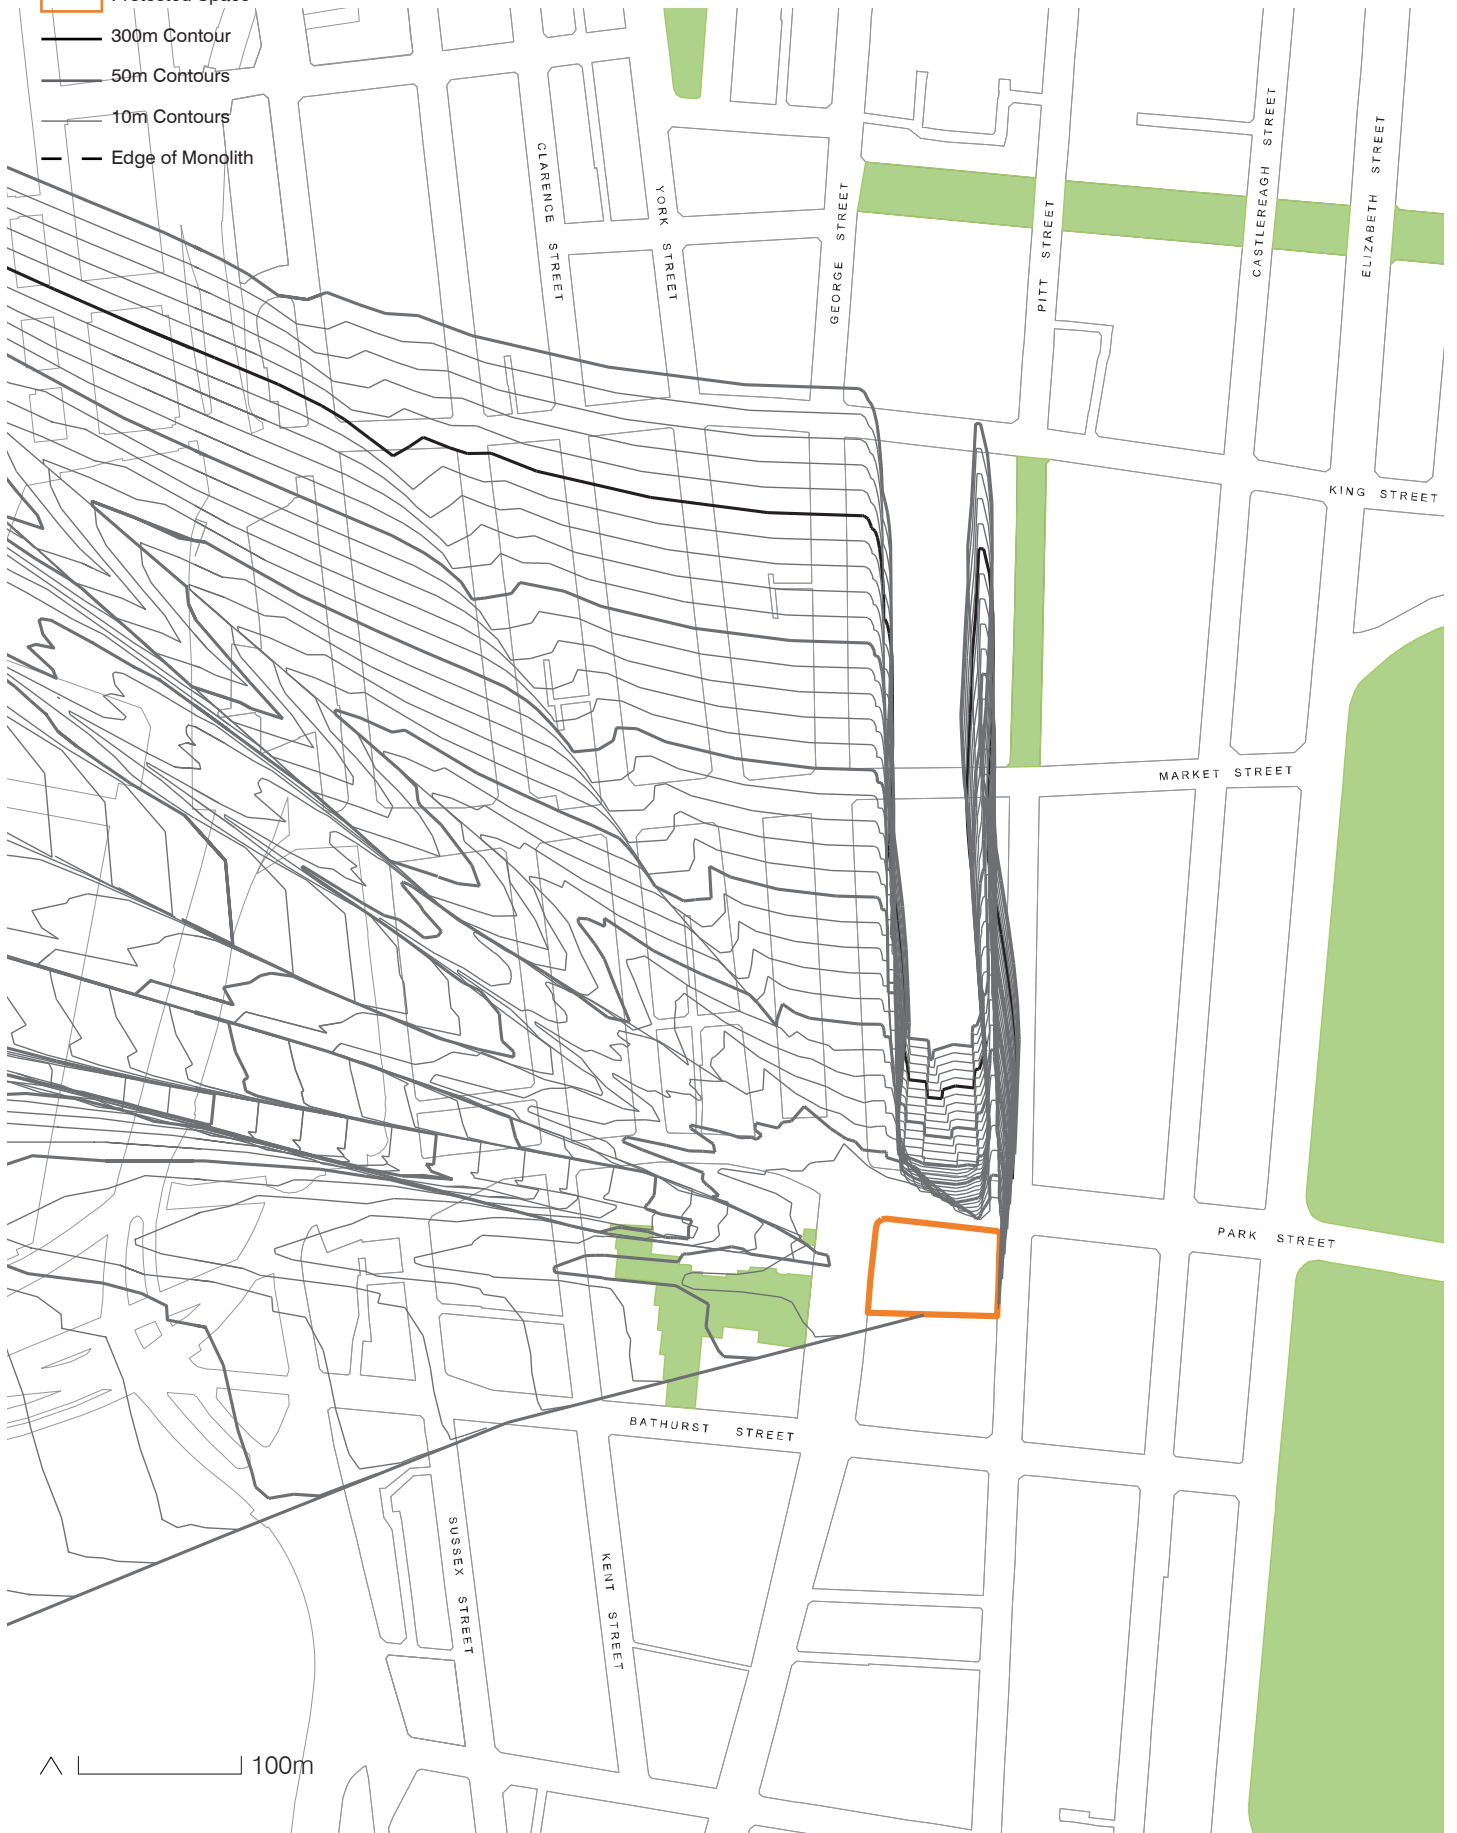 300m Contour
50m Contours
10m Contours
Edge of Monolith
CLARENCE STREET
YORK STREET
GEORGE STREET
PITT STREET
CASTLEREAGH STREET
ELIZABETH STREET
KING STREET
MARKET STREET
PARK STREET
BATHURST STREET
SUSSEX STREET
KENT STREET
100m